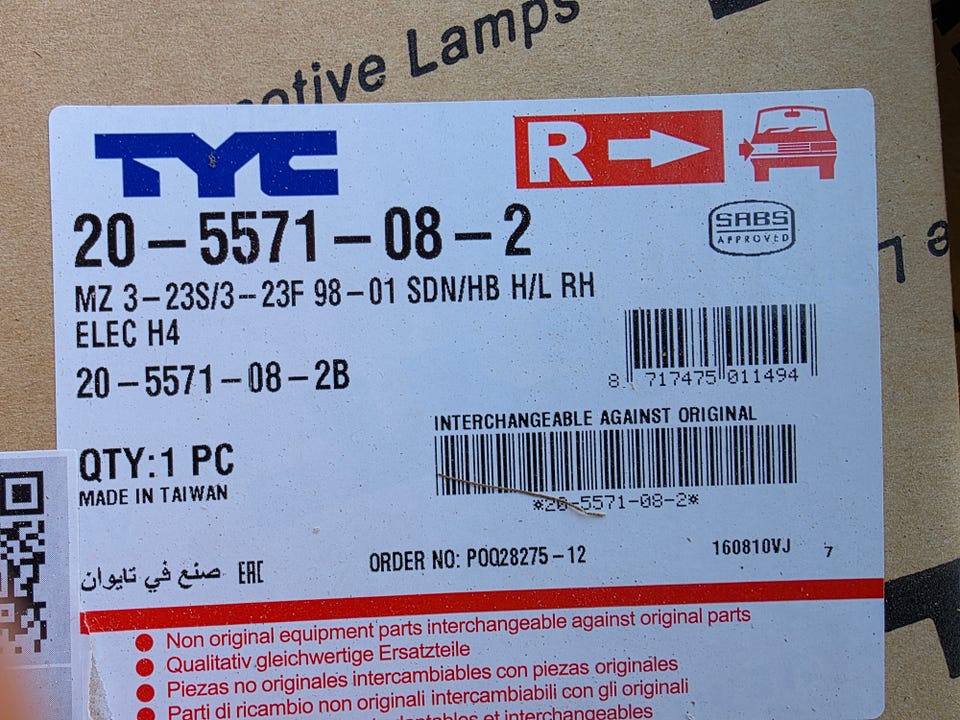 Lamps
TYC
R
20-5571-08-2
SABS
APPROVED
MZ 3-23S/3-23F 98-01 SDN/HB H/L RH
ELEC H4
20-5571-08-2B
8 717475 011494
INTERCHANGEABLE AGAINST ORIGINAL
QTY:1 PC
MADE IN TAIWAN
*20-5571-08-2*
صنع في تايوان EAC
ORDER NO: POQ28275-12
160810VJ 7
Non original equipment parts interchangeable against original parts
Qualitativ gleichwertige Ersatzteile
Piezas no originales intercambiables con piezas originales
Parti di ricambio non originali intercambiabili con gli originali
et interchangeables